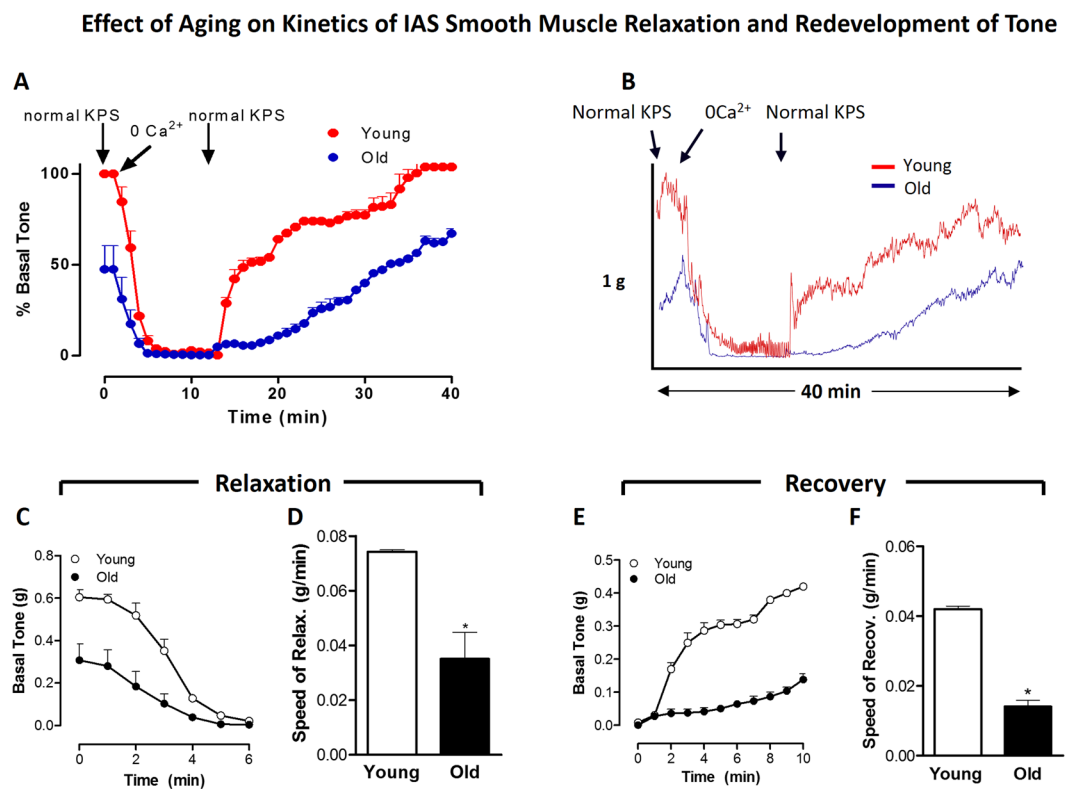 Effect of Aging on Kinetics of IAS Smooth Muscle Relaxation and Redevelopment of Tone
A
normal KPS
0 Ca²⁺
normal KPS
Young
Old
100
50
0
% Basal Tone
0 10 20 30 40
Time (min)
B
Normal KPS
0Ca²⁺
Normal KPS
Young
Old
1 g
40 min
Relaxation
C
Young
Old
0.8
0.6
0.4
0.2
0.0
Basal Tone (g)
0 2 4 6
Time (min)
D
0.08
0.06
0.04
0.02
0.00
Speed of Relax. (g/min)
*
Young Old
Recovery
E
Young
Old
0.5
0.4
0.3
0.2
0.1
0.0
Basal Tone (g)
0 2 4 6 8 10
Time (min)
F
0.06
0.04
0.02
0.00
Speed of Recov. (g/min)
*
Young Old